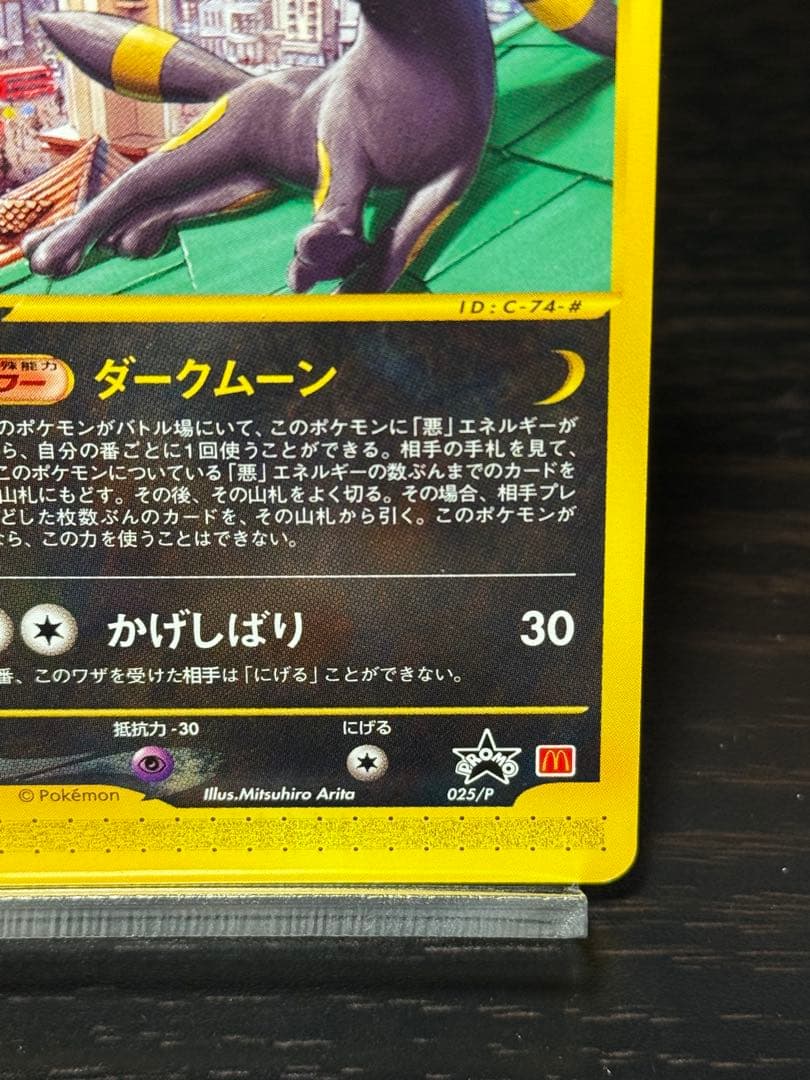 ID:C-74-#
殊能力
ワー
ダークムーン
のポケモンがバトル場にいて、このポケモンに「悪」エネルギーが
ら、自分の番ごとに1回使うことができる。相手の手札を見て、
このポケモンについている「悪」エネルギーの数ぶんまでのカードを
山札にもどす。その後、その山札をよく切る。その場合、相手プレ
どした枚数ぶんのカードを、その山札から引く。このポケモンが
なら、この力を使うことはできない。
かげしばり 30
番、このワザを受けた相手は「にげる」ことができない。
抵抗力 -30 にげる
PROMO
© Pokémon Illus.Mitsuhiro Arita 025/P